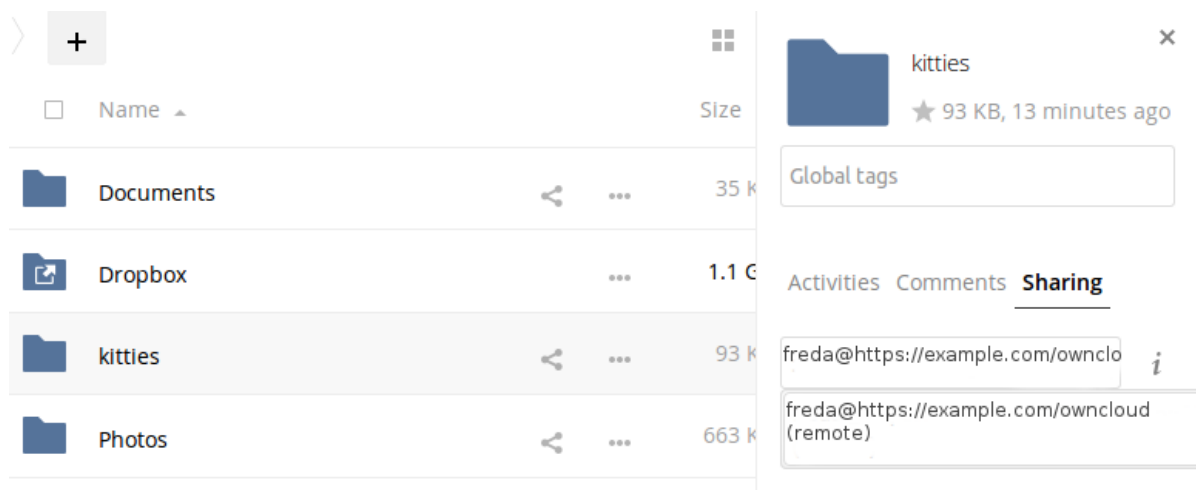 +
Name
Size
Documents
35 K
Dropbox
1.1 G
kitties
93 K
Photos
663 K
×
kitties
93 KB, 13 minutes ago
Global tags
Activities Comments Sharing
freda@https://example.com/ownclo
i
freda@https://example.com/owncloud
(remote)